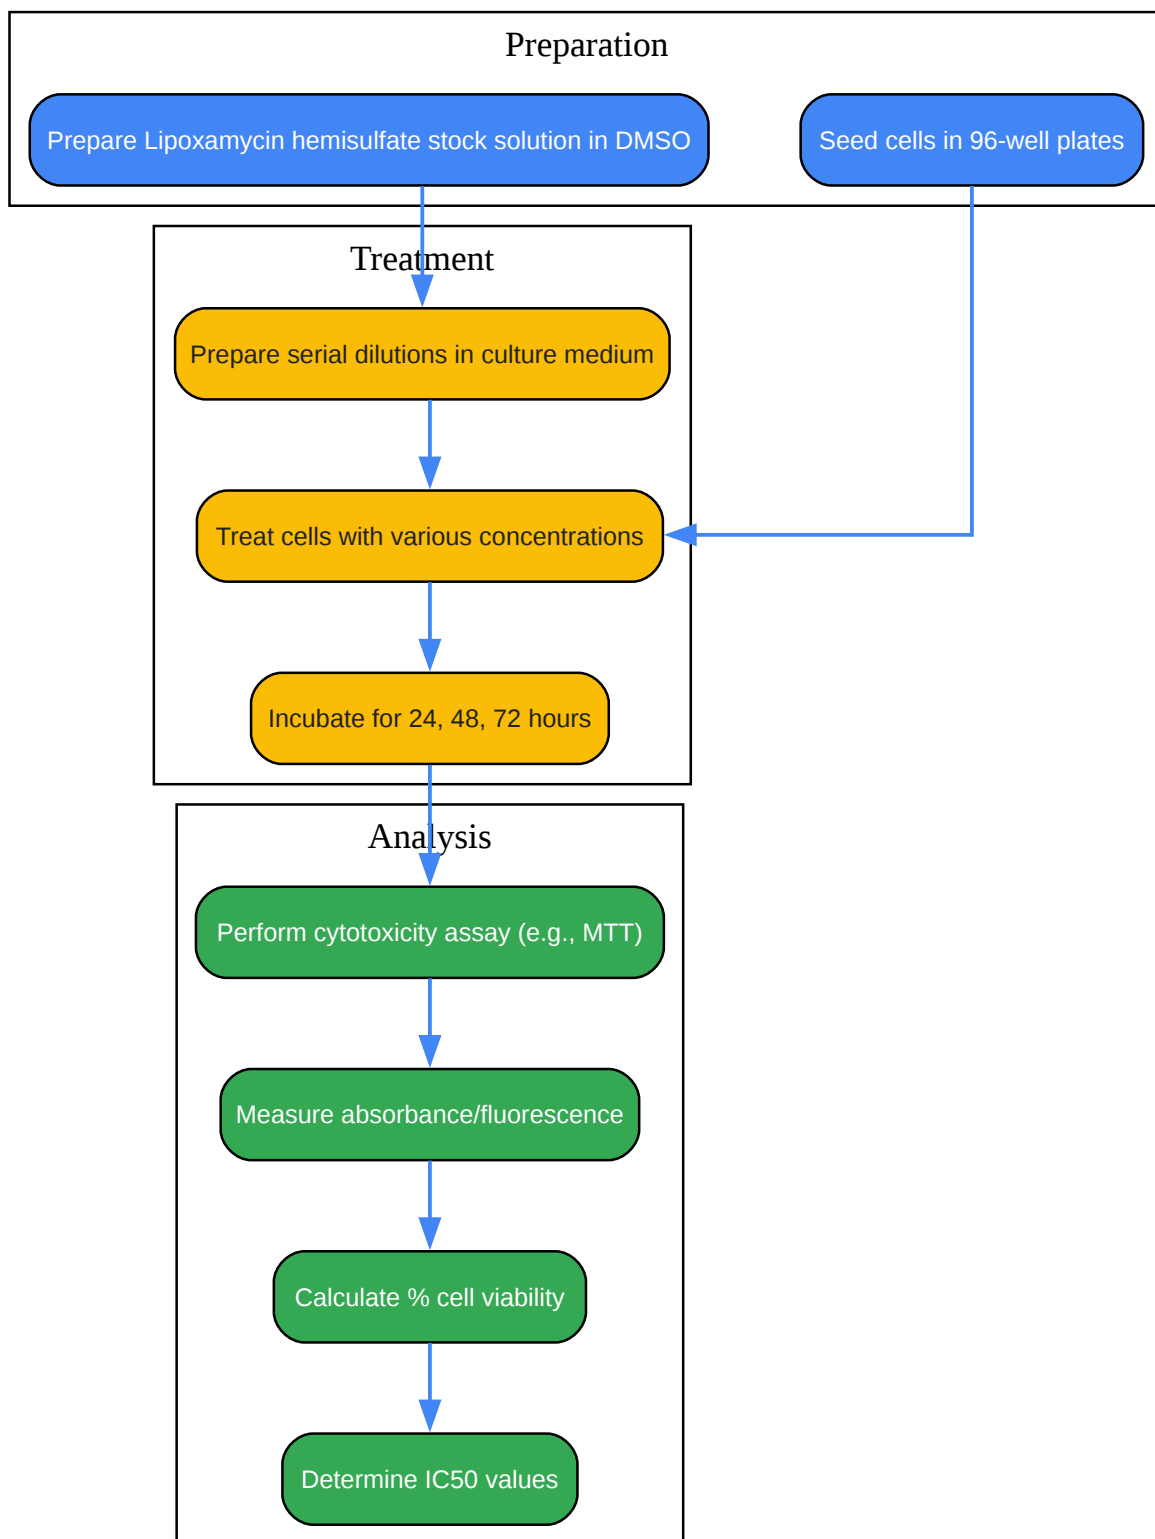 Preparation
Prepare Lipoxamycin hemisulfate stock solution in DMSO
Seed cells in 96-well plates
Treatment
Prepare serial dilutions in culture medium
Treat cells with various concentrations
Incubate for 24, 48, 72 hours
Analysis
Perform cytotoxicity assay (e.g., MTT)
Measure absorbance/fluorescence
Calculate % cell viability
Determine IC50 values